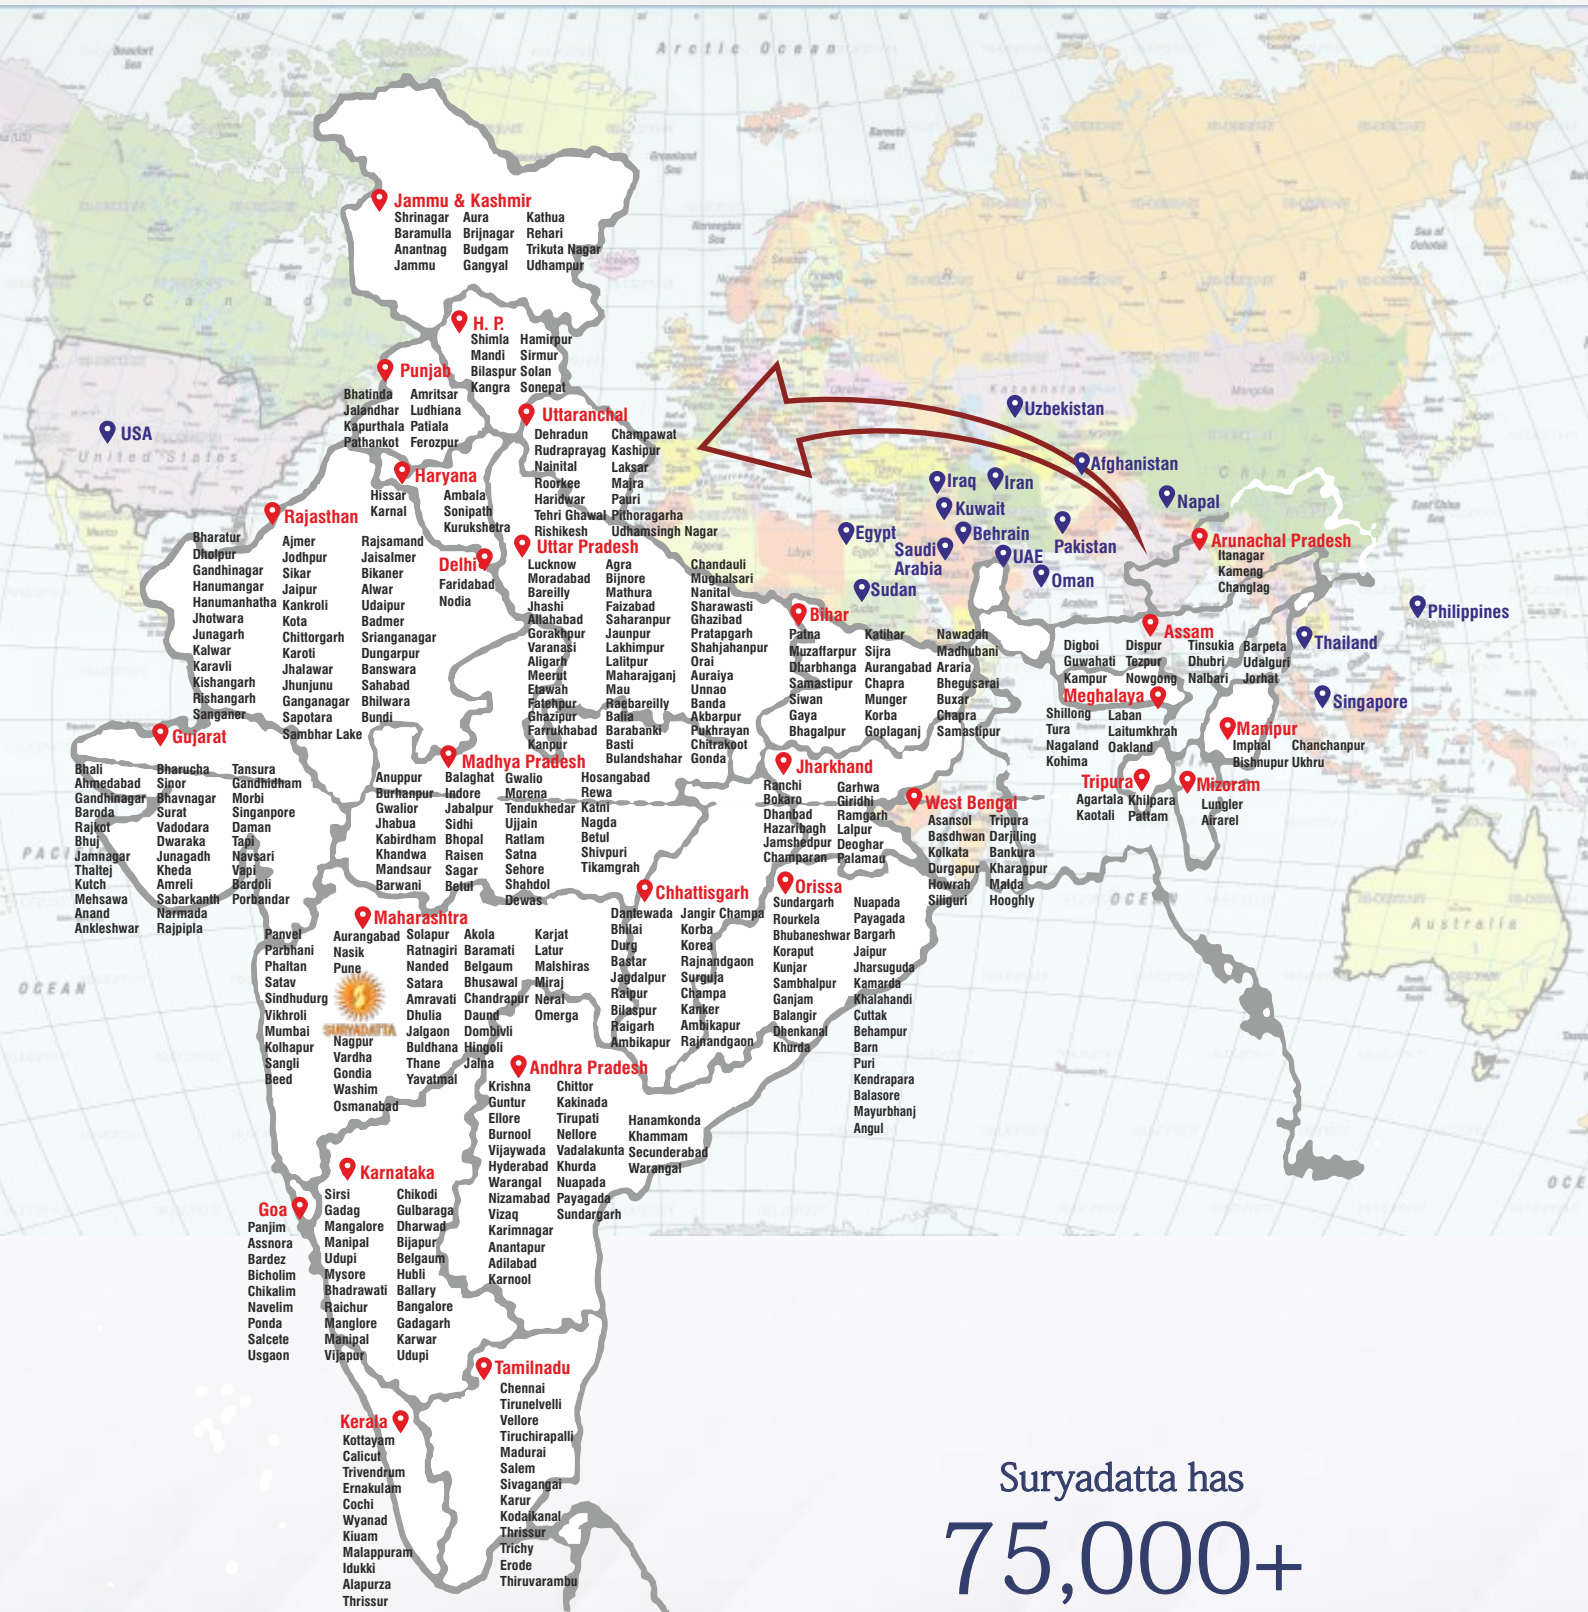 Arctic Ocean
Beaufort
Sea
Greenland
Sea
Norwegian
Sea
Barents
Sea
Sea of
Okhotsk
Canada
Russia
Kazakhstan
Mongolia
China
United States
Mexico
Libya
Australia
OCEAN
OCEAN
Jammu & Kashmir
Shrinagar Aura Kathua
Baramulla Brijnagar Rehari
Anantnag Budgam Trikuta Nagar
Jammu Gangyal Udhampur
H. P.
Shimla Hamirpur
Mandi Sirmur
Bilaspur Solan
Kangra Sonepat
Punjab
Bhatinda Amritsar
Jalandhar Ludhiana
Kapurthala Patiala
Pathankot Ferozpur
Uttaranchal
Dehradun Champawat
Rudraprayag Kashipur
Nainital Laksar
Roorkee Majra
Haridwar Pauri
Tehri Ghawal Pithoragarha
Rishikesh Udhamsingh Nagar
Haryana
Hissar Ambala
Karnal Sonipath
Kurukshetra
Delhi
Faridabad
Nodia
Rajasthan
Bharatur
Dholpur
Gandhinagar
Hanumangar
Hanumanhatha
Jhotwara
Junagarh
Kalwar
Karavli
Kishangarh
Rishangarh
Sanganer
Ajmer
Jodhpur
Sikar
Jaipur
Kankroli
Kota
Chittorgarh
Karoti
Jhalawar
Jhunjunu
Ganganagar
Sapotara
Sambhar Lake
Rajsamand
Jaisalmer
Bikaner
Alwar
Udaipur
Badmer
Srianganagar
Dungarpur
Banswara
Sahabad
Bhilwara
Bundi
Uttar Pradesh
Lucknow
Moradabad
Bareilly
Jhashi
Allahabad
Gorakhpur
Varanasi
Aligarh
Meerut
Etawah
Fatehpur
Ghazipur
Farrukhabad
Kanpur
Agra
Bijnore
Mathura
Faizabad
Saharanpur
Jaunpur
Lakhimpur
Lalitpur
Maharajganj
Mau
Raebareilly
Balia
Barabanki
Basti
Bulandshahar
Chandauli
Mughalsari
Nanital
Sharawasti
Ghazibad
Pratapgarh
Shahjahanpur
Orai
Auraiya
Unnao
Banda
Akbarpur
Pukhrayan
Chitrakoot
Gonda
Bihar
Patna Katihar Nawadah
Muzaffarpur Sijra Madhubani
Dharbhanga Aurangabad Araria
Samastipur Chapra Bhegusarai
Siwan Munger Buxar
Gaya Korba Chapra
Bhagalpur Goplaganj Samastipur
Gujarat
Bhali Bharucha Tansura
Ahmedabad Sinor Gandhidham
Gandhinagar Bhavnagar Morbi
Baroda Surat Singanpore
Rajkot Vadodara Daman
Bhuj Dwaraka Tapi
Jamnagar Junagadh Navsari
Thaltej Kheda Vapi
Kutch Amreli Bardoli
Mehsawa Sabarkanth Porbandar
Anand Narmada
Ankleshwar Rajpipla
Madhya Pradesh
Anuppur
Burhanpur
Gwalior
Jhabua
Kabirdham
Khandwa
Mandsaur
Barwani
Balaghat
Indore
Jabalpur
Sidhi
Bhopal
Raisen
Sagar
Betul
Gwalio
Morena
Tendukhedar
Ujjain
Ratlam
Satna
Sehore
Shahdol
Dewas
Hosangabad
Rewa
Katni
Nagda
Betul
Shivpuri
Tikamgrah
Jharkhand
Ranchi Garhwa
Bokaro Giridhi
Dhanbad Ramgarh
Hazaribagh Lalpur
Jamshedpur Deoghar
Champaran Palamau
West Bengal
Asansol Tripura
Basdhwan Darjiling
Kolkata Bankura
Durgapur Kharagpur
Howrah Malda
Siliguri Hooghly
Chhattisgarh
Dantewada Jangir Champa
Bhilai Korba
Durg Korea
Bastar Rajnandgaon
Jagdalpur Surguja
Raipur Champa
Bilaspur Kanker
Raigarh Ambikapur
Ambikapur Rajnandgaon
Orissa
Sundargarh Nuapada
Rourkela Payagada
Bhubaneshwar Bargarh
Koraput Jaipur
Kunjar Jharsuguda
Sambhalpur Kamarda
Ganjam Khalahandi
Balangir Cuttak
Dhenkanal Behampur
Khurda Barn
Puri
Kendrapara
Balasore
Mayurbhanj
Angul
Maharashtra
Panvel
Parbhani
Phaltan
Satav
Sindhudurg
Vikhroli
Mumbai
Kolhapur
Sangli
Beed
Aurangabad
Nasik
Pune
SURYADATTA
Nagpur
Vardha
Gondia
Washim
Osmanabad
Solapur
Ratnagiri
Nanded
Satara
Amravati
Dhulia
Jalgaon
Buldhana
Thane
Yavatmal
Akola
Baramati
Belgaum
Bhusawal
Chandrapur
Daund
Dombivli
Hingoli
Jalna
Karjat
Latur
Malshiras
Miraj
Neral
Omerga
Andhra Pradesh
Krishna
Guntur
Ellore
Burnool
Vijaywada
Hyderabad
Warangal
Nizamabad
Vizaq
Karimnagar
Anantapur
Adilabad
Karnool
Chittor
Kakinada
Tirupati
Nellore
Vadalakunta
Khurda
Nuapada
Payagada
Sundargarh
Hanamkonda
Khammam
Secunderabad
Warangal
Karnataka
Sirsi Chikodi
Gadag Gulbaraga
Mangalore Dharwad
Manipal Bijapur
Udupi Belgaum
Mysore Hubli
Bhadrawati Ballary
Raichur Bangalore
Manglore Gadagarh
Manipal Karwar
Vijapur Udupi
Goa
Panjim
Assnora
Bardez
Bicholim
Chikalim
Navelim
Ponda
Salcete
Usgaon
Tamilnadu
Chennai
Tirunelvelli
Vellore
Tiruchirapalli
Madurai
Salem
Sivagangai
Karur
Kodaikanal
Thrissur
Trichy
Erode
Thiruvarambu
Kerala
Kottayam
Calicut
Trivendrum
Ernakulam
Cochi
Wyanad
Kiuam
Malappuram
Idukki
Alapurza
Thrissur
Arunachal Pradesh
Itanagar
Kameng
Changlag
Assam
Digboi Dispur Tinsukia Barpeta
Guwahati Tezpur Dhubri Udalguri
Kampur Nowgong Nalbari Jorhat
Meghalaya
Shillong Laban
Tura Laitumkhrah
Nagaland Oakland
Kohima
Manipur
Imphal Chanchanpur
Bishnupur Ukhru
Tripura
Agartala Khilpara
Kaotali Pattam
Mizoram
Lungler
Airarel
USA
Uzbekistan
Afghanistan
Iraq
Iran
Napal
Kuwait
Egypt
Behrain
Pakistan
Saudi
Arabia
UAE
Oman
Sudan
Philippines
Thailand
Singapore
Suryadatta has
75,000+